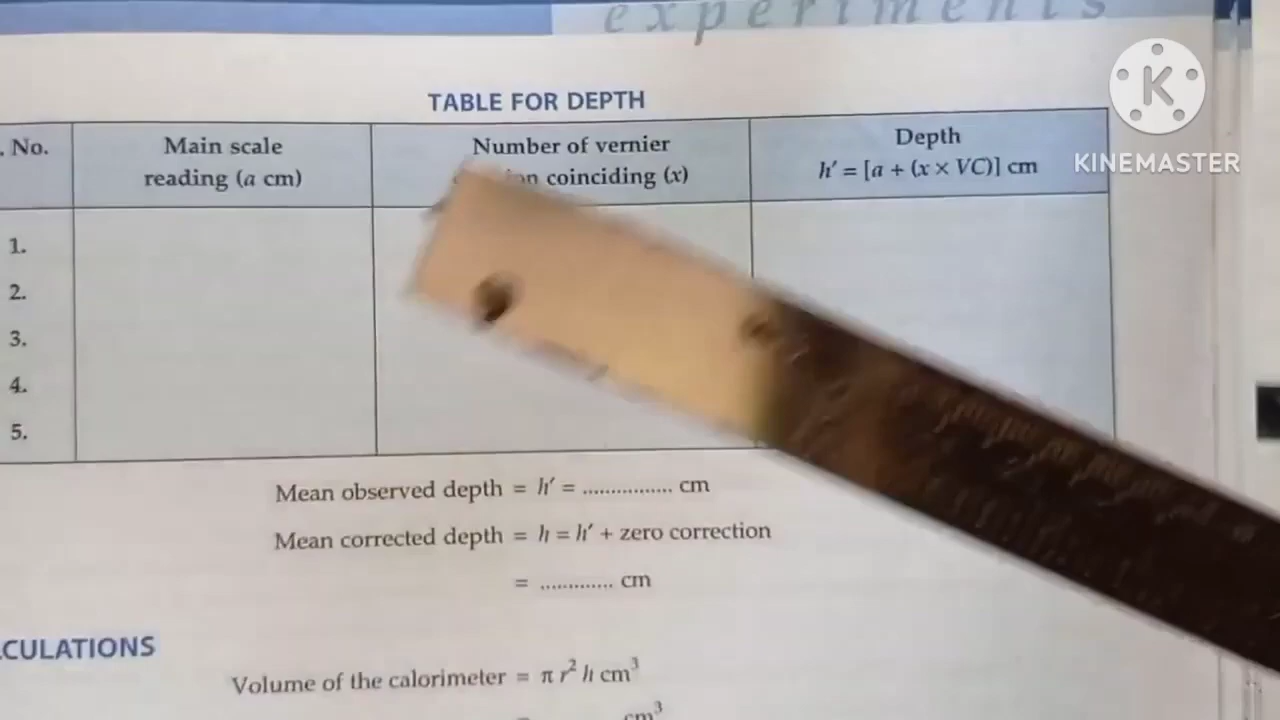 experiments
KINEMASTER
TABLE FOR DEPTH
. No.
Main scale
reading (a cm)
Number of vernier
coinciding (x)
Depth
h′ = [a + (x × VC)] cm
1.
2.
3.
4.
5.
Mean observed depth = h′ = ................ cm
Mean corrected depth = h = h′ + zero correction
= ............. cm
CULATIONS
Volume of the calorimeter = π r² h cm³
= cm³